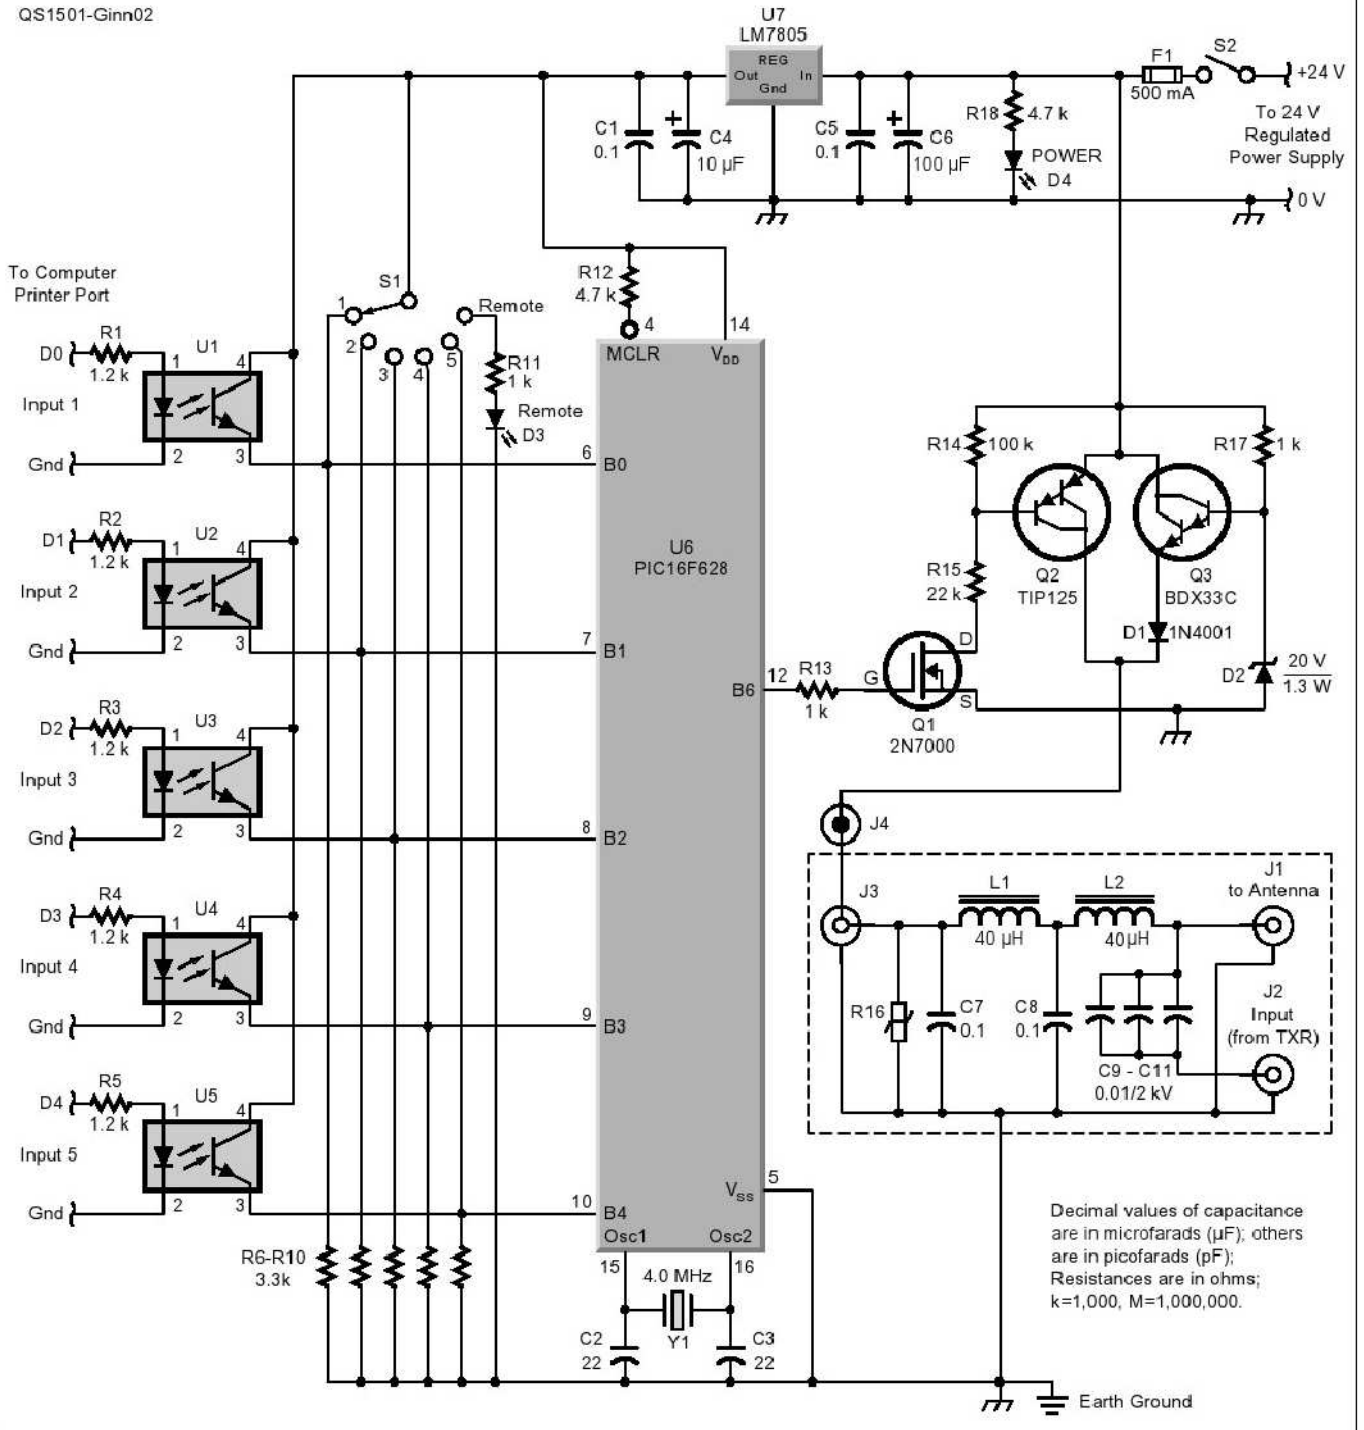 QS1501-Ginn02
U7
LM7805
REG
Out In
Gnd
F1
500 mA
S2
+24 V
To 24 V
Regulated
Power Supply
0 V
C1
0.1
+
C4
10 µF
C5
0.1
+
C6
100 µF
R18
4.7 k
POWER
D4
To Computer
Printer Port
S1
1
2
3
4
5
Remote
R11
1 k
Remote
D3
R12
4.7 k
4
14
MCLR
VDD
D0
R1
1.2 k
U1
1
4
Input 1
Gnd
2
3
6
B0
D1
R2
1.2 k
U2
1
4
Input 2
Gnd
2
3
7
B1
D2
R3
1.2 k
U3
1
4
Input 3
Gnd
2
3
8
B2
D3
R4
1.2 k
U4
1
4
Input 4
Gnd
2
3
9
B3
D4
R5
1.2 k
U5
1
4
Input 5
Gnd
2
3
10
B4
U6
PIC16F628
B6
12
R13
1 k
G
D
S
Q1
2N7000
R14
100 k
R15
22 k
Q2
TIP125
Q3
BDX33C
R17
1 k
D1
1N4001
D2
20 V
1.3 W
J4
J3
L1
40 µH
L2
40 µH
J1
to Antenna
R16
C7
0.1
C8
0.1
C9 - C11
0.01/2 kV
J2
Input
(from TXR)
VSS
5
Osc1
Osc2
15
16
4.0 MHz
Y1
C2
22
C3
22
R6-R10
3.3k
Decimal values of capacitance
are in microfarads (µF); others
are in picofarads (pF);
Resistances are in ohms;
k=1,000, M=1,000,000.
Earth Ground